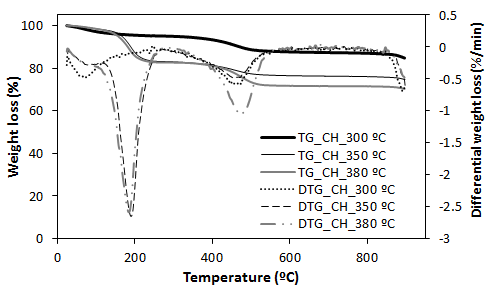 100
80
60
40
20
0
Weight loss (%)
0.5
0
-0.5
-1
-1.5
-2
-2.5
-3
Differential weight loss (%/min)
TG_CH_300 ºC
TG_CH_350 ºC
TG_CH_380 ºC
DTG_CH_300 ºC
DTG_CH_350 ºC
DTG_CH_380 ºC
0 200 400 600 800
Temperature (ºC)